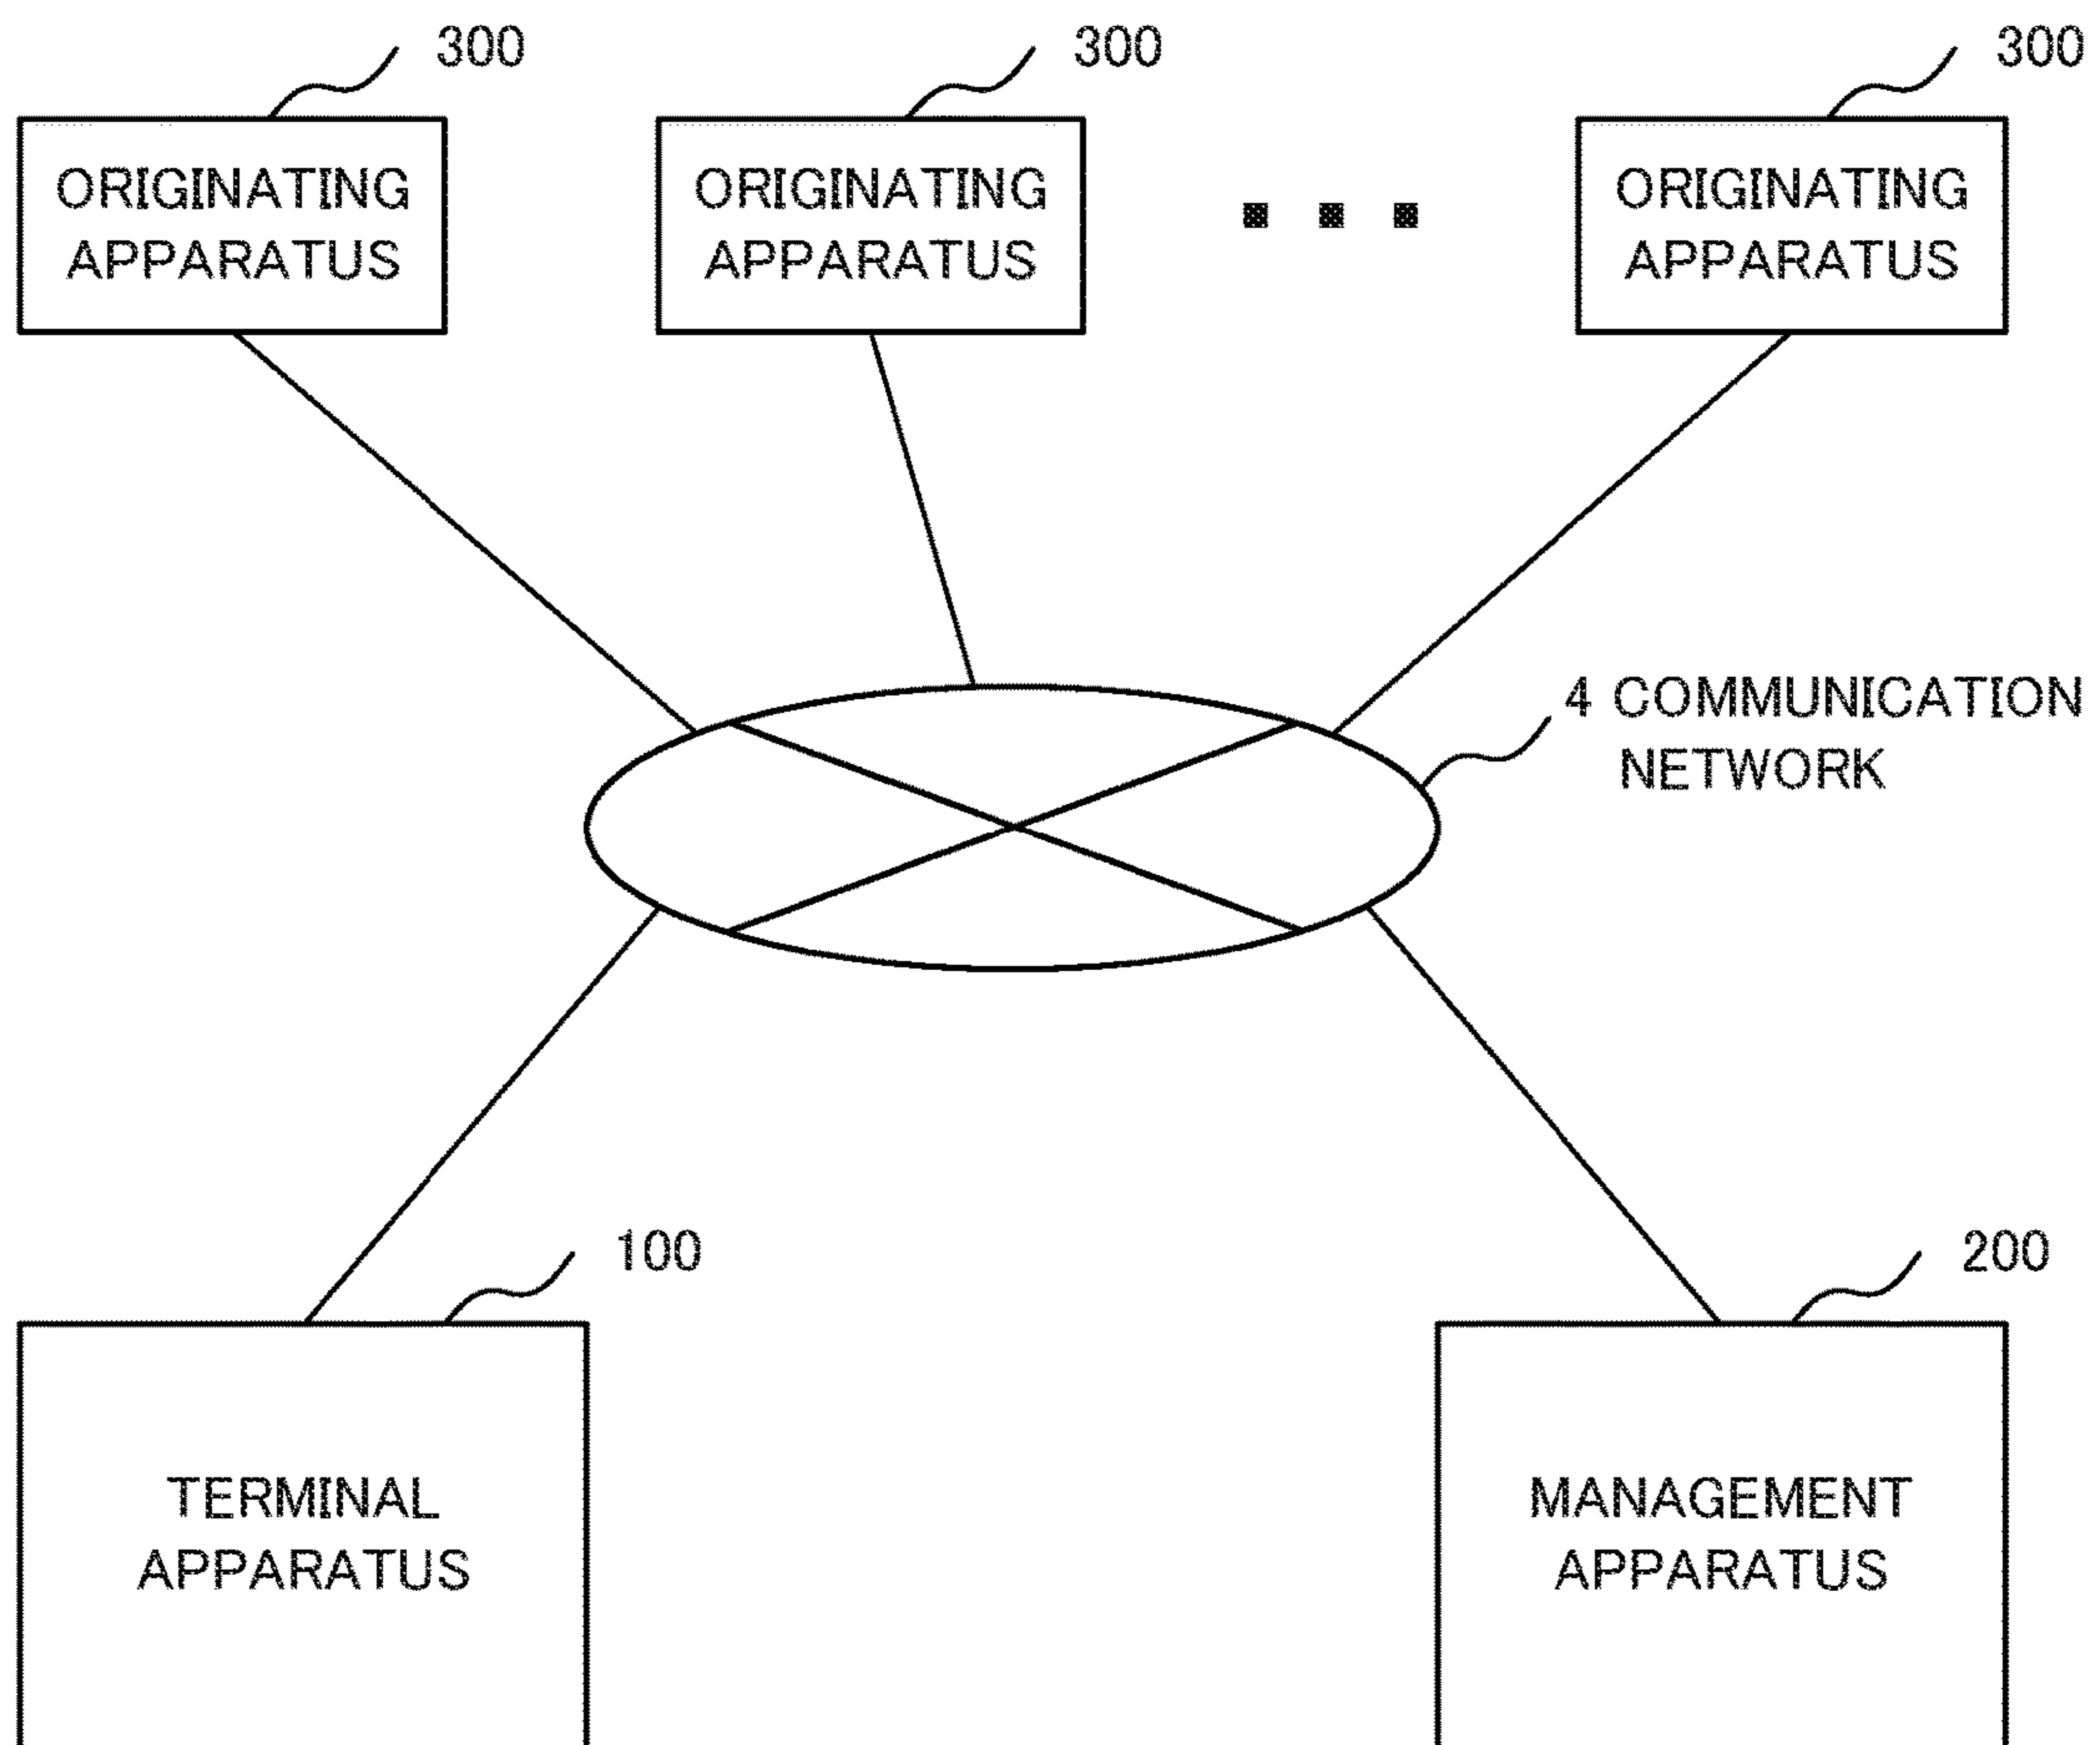 300
300
300
ORIGINATING
APPARATUS
ORIGINATING
APPARATUS
ORIGINATING
APPARATUS
4 COMMUNICATION
NETWORK
100
200
TERMINAL
APPARATUS
MANAGEMENT
APPARATUS